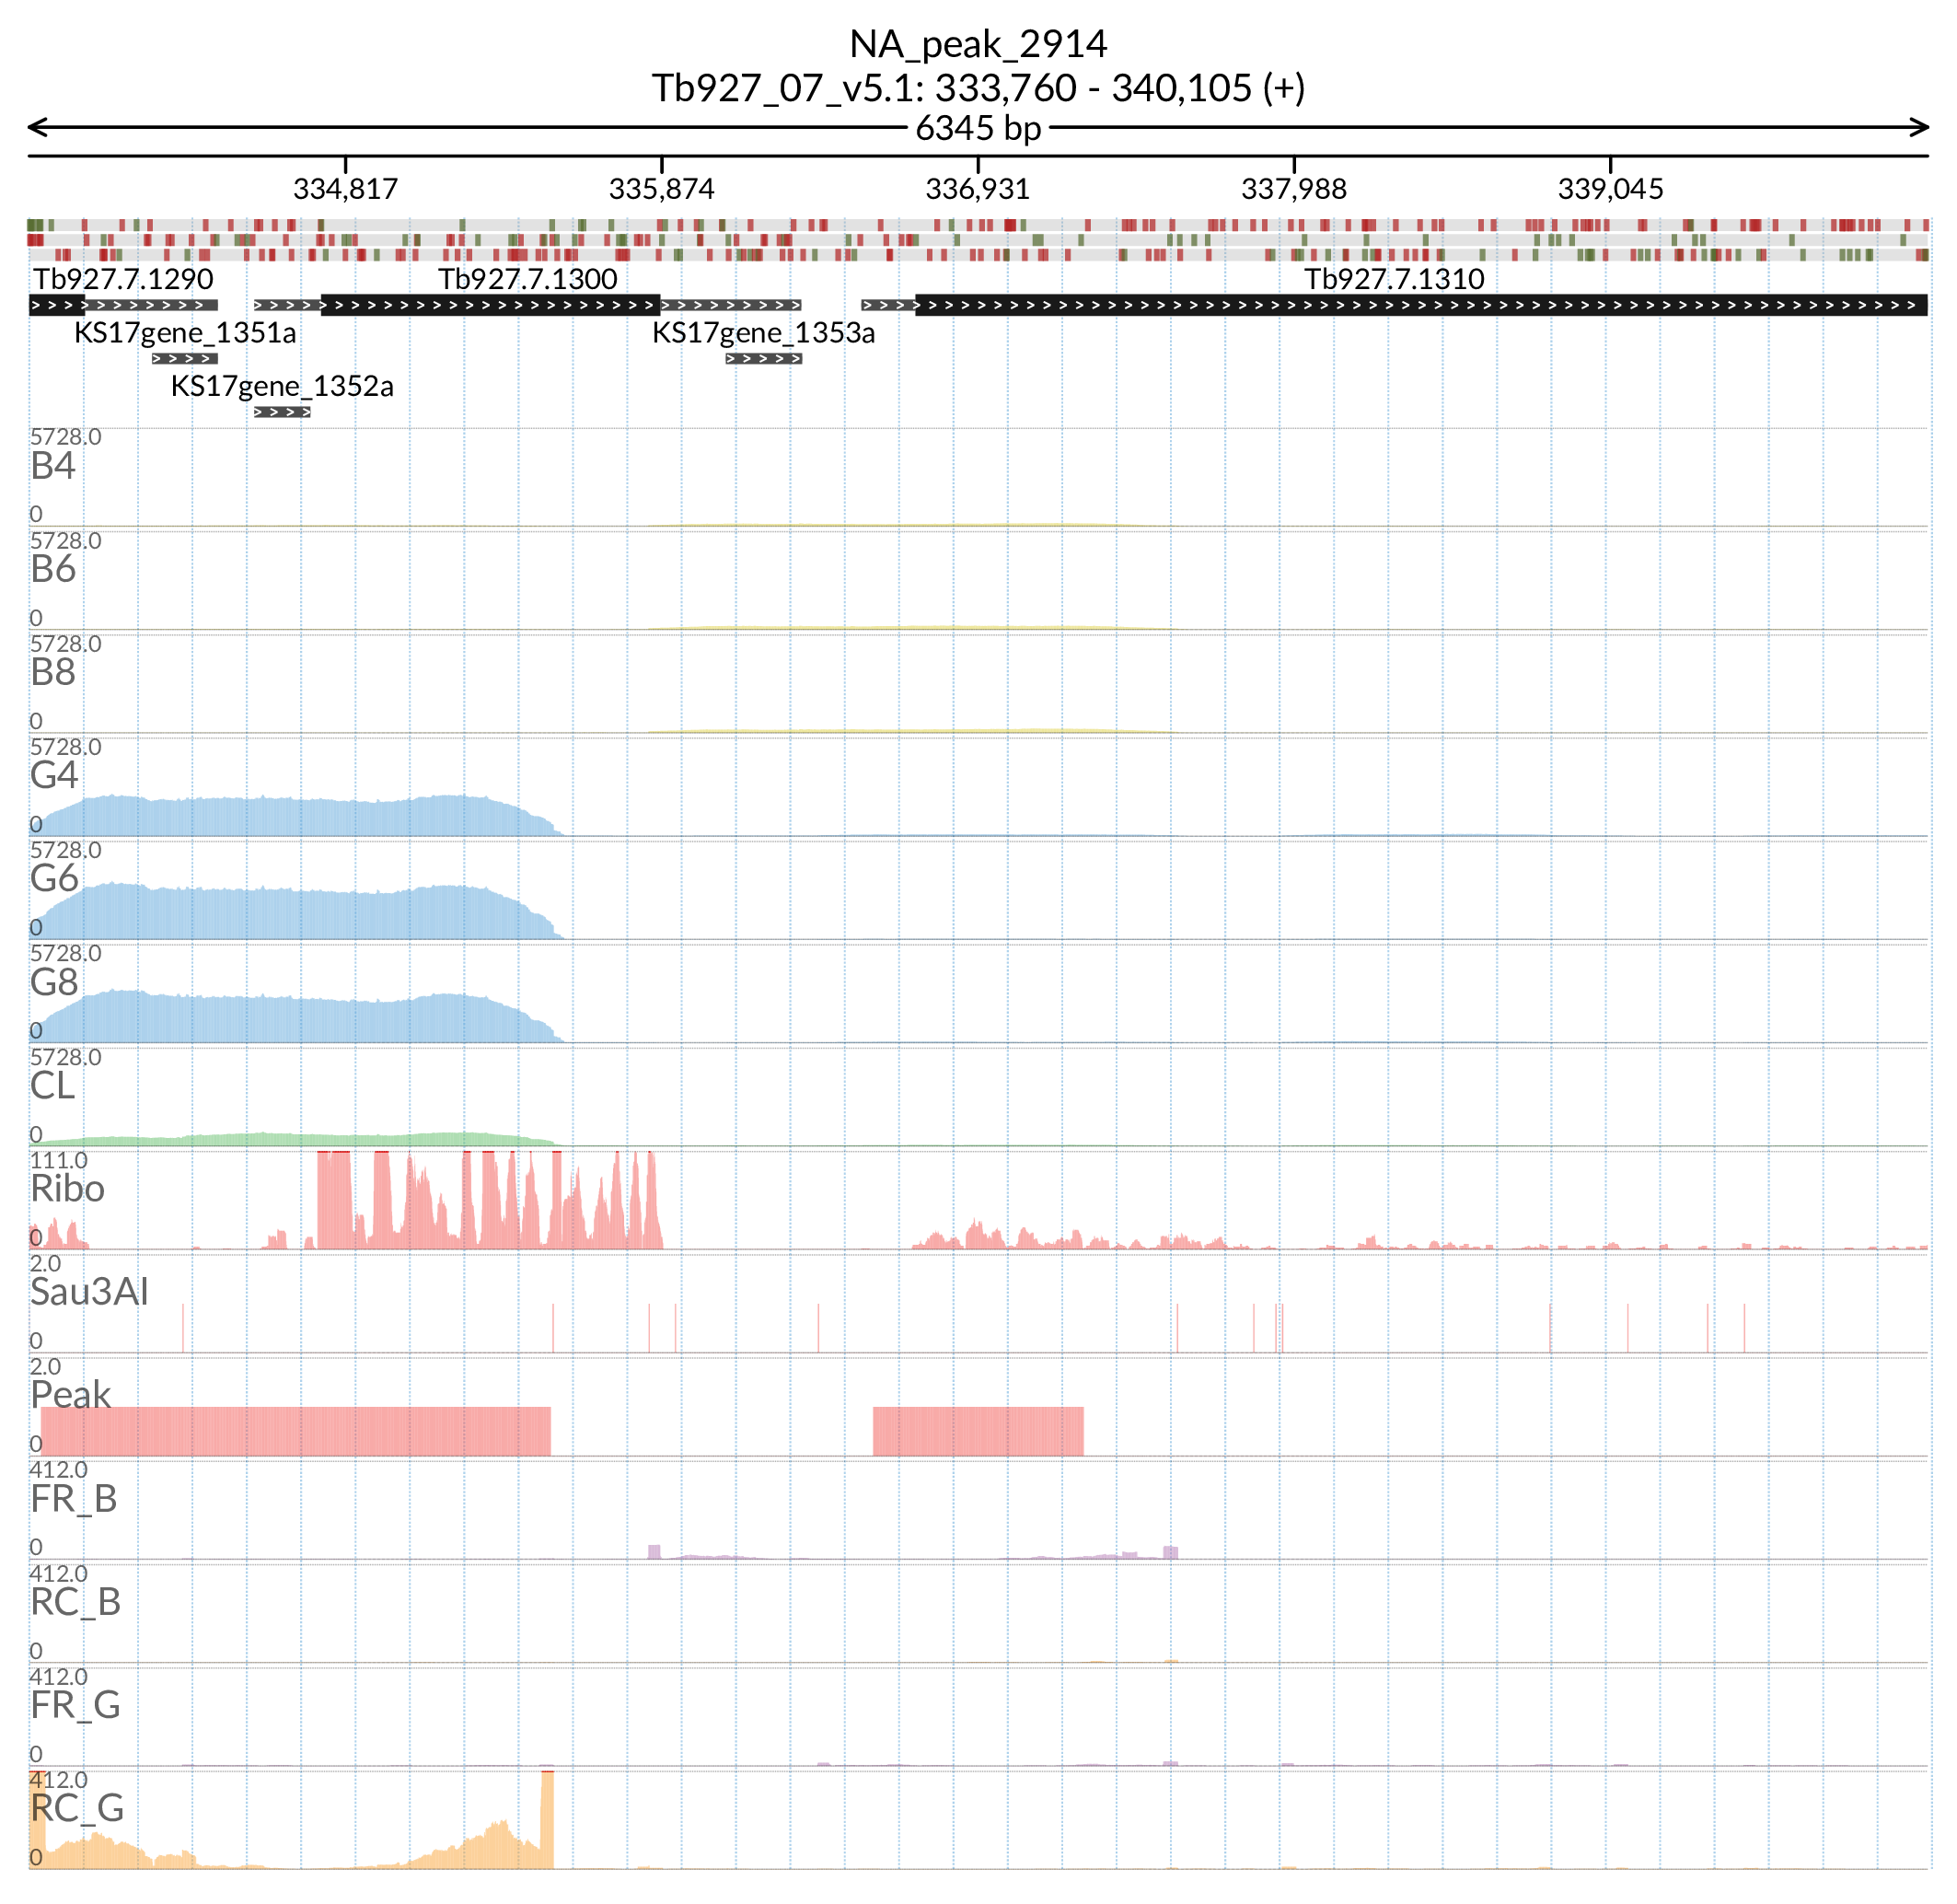 NA_peak_2914
Tb927_07_v5.1: 333,760 - 340,105 (+)
6345 bp
334,817 335,874 336,931 337,988 339,045
Tb927.7.1290 Tb927.7.1300 Tb927.7.1310
KS17gene_1351a KS17gene_1353a
KS17gene_1352a
5728.0
B4
0
5728.0
B6
0
5728.0
B8
0
5728.0
G4
0
5728.0
G6
0
5728.0
G8
0
5728.0
CL
0
111.0
Ribo
0
2.0
Sau3AI
0
2.0
Peak
0
412.0
FR_B
0
412.0
RC_B
0
412.0
FR_G
0
412.0
RC_G
0